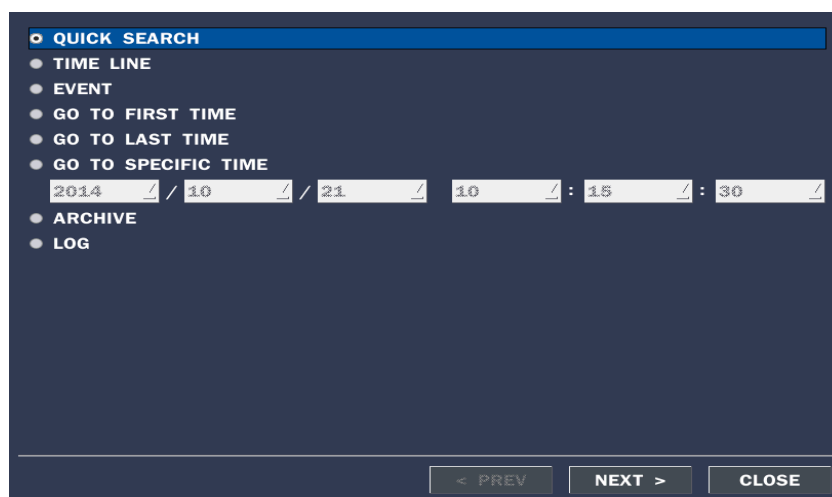 QUICK SEARCH
TIME LINE
EVENT
GO TO FIRST TIME
GO TO LAST TIME
GO TO SPECIFIC TIME
2014 / 10 / 21 10 : 15 : 30
ARCHIVE
LOG
< PREV NEXT > CLOSE